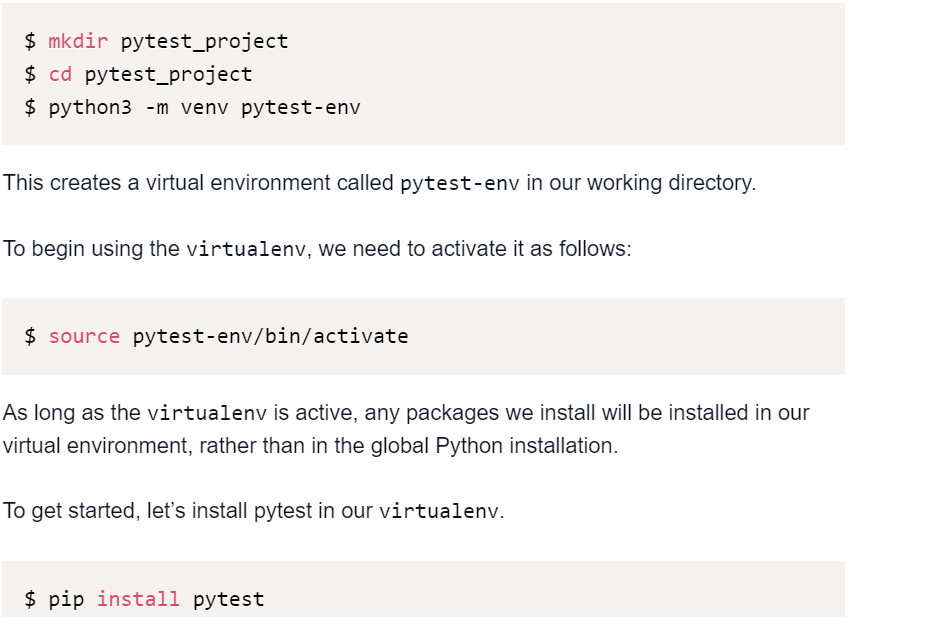 $ mkdir pytest_project
$ cd pytest_project
$ python3 -m venv pytest-env
This creates a virtual environment called pytest-env in our working directory.
To begin using the virtualenv, we need to activate it as follows:
$ source pytest-env/bin/activate
As long as the virtualenv is active, any packages we install will be installed in our
virtual environment, rather than in the global Python installation.
To get started, let’s install pytest in our virtualenv.
$ pip install pytest